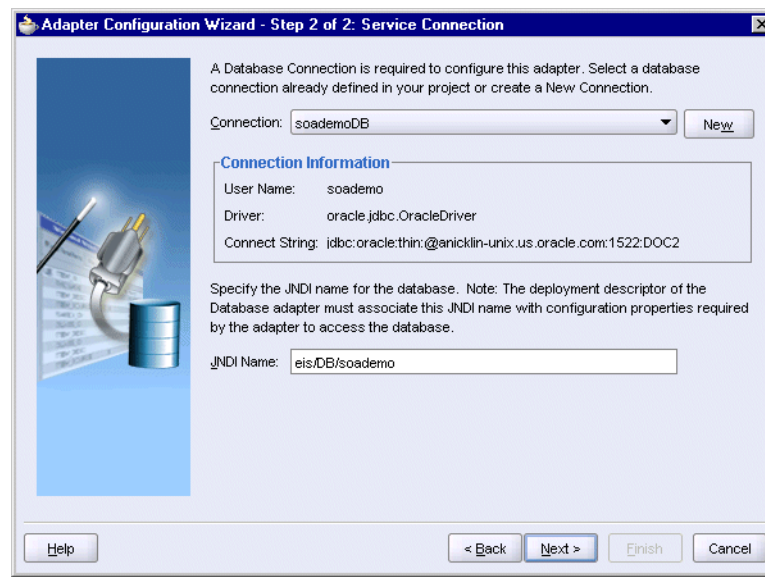 Adapter Configuration Wizard - Step 2 of 2: Service Connection
A Database Connection is required to configure this adapter. Select a database
connection already defined in your project or create a New Connection.
Connection: soademoDB New
Connection Information
User Name: soademo
Driver: oracle.jdbc.OracleDriver
Connect String: jdbc:oracle:thin:@anicklin-unix.us.oracle.com:1522:DOC2
Specify the JNDI name for the database. Note: The deployment descriptor of the
Database adapter must associate this JNDI name with configuration properties required
by the adapter to access the database.
JNDI Name: eis/DB/soademo
Help < Back Next > Finish Cancel